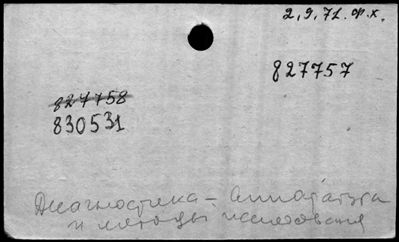 2,9,71. ф.х.
827757
827758
830531
Диагностика – Аппаратура
и методы исследования